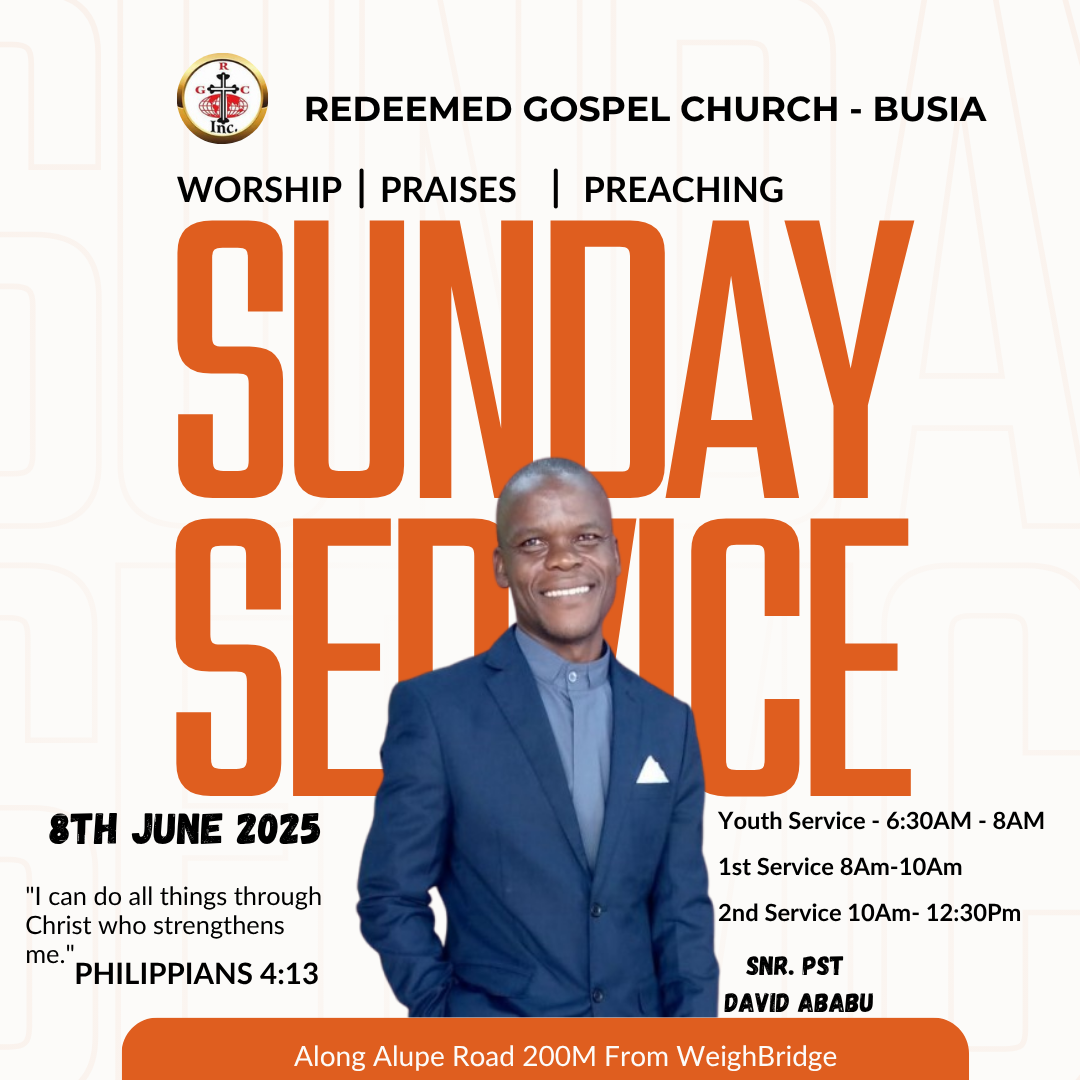 R
G C
Inc.
REDEEMED GOSPEL CHURCH - BUSIA
WORSHIP | PRAISES | PREACHING
SUNDAY
SERVICE
8TH JUNE 2025
"I can do all things through
Christ who strengthens
me."
PHILIPPIANS 4:13
Youth Service - 6:30AM - 8AM
1st Service 8Am-10Am
2nd Service 10Am- 12:30Pm
SNR. PST
DAVID ABABU
Along Alupe Road 200M From WeighBridge